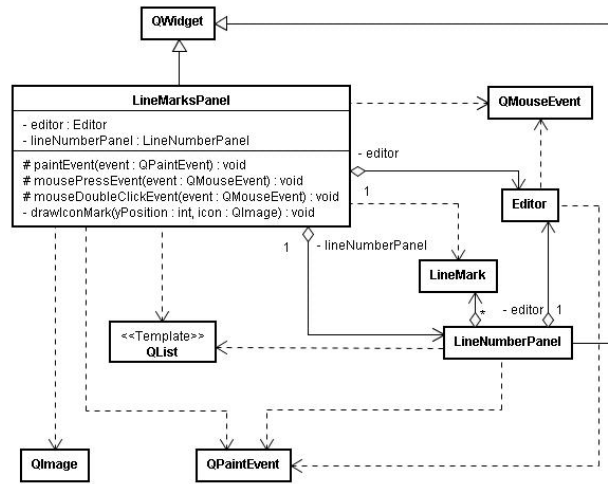 QWidget
LineMarksPanel
- editor : Editor
- lineNumberPanel : LineNumberPanel
# paintEvent(event : QPaintEvent) : void
# mousePressEvent(event : QMouseEvent) : void
# mouseDoubleClickEvent(event : QMouseEvent) : void
- drawIconMark(yPosition : int, icon : QImage) : void
QMouseEvent
- editor
1
Editor
1
- lineNumberPanel
LineMark
<<Template>>
QList
*
- editor
1
LineNumberPanel
QImage
QPaintEvent